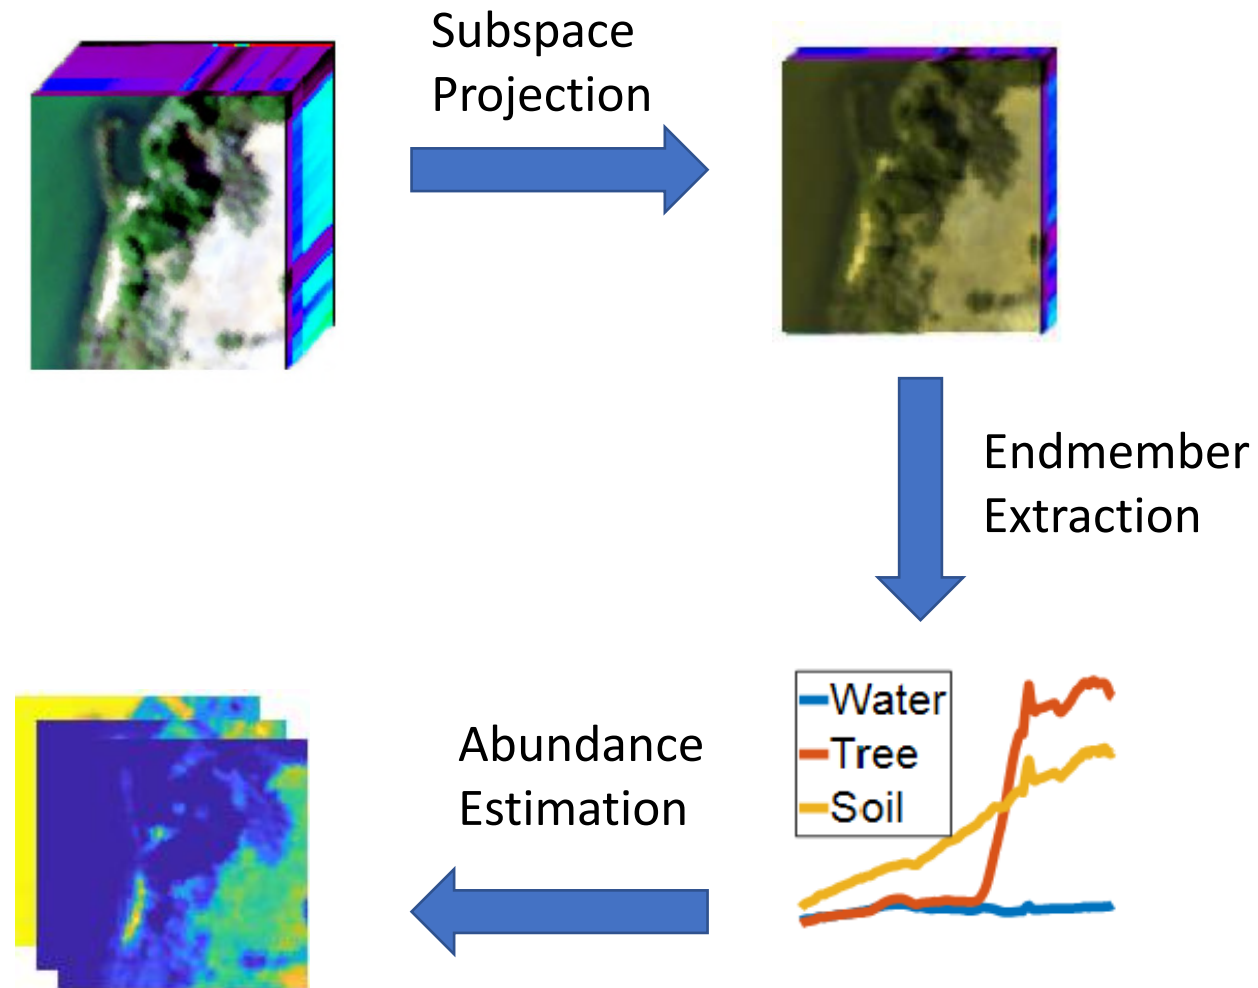 Subspace
Projection
Endmember
Extraction
Water
Tree
Soil
Abundance
Estimation